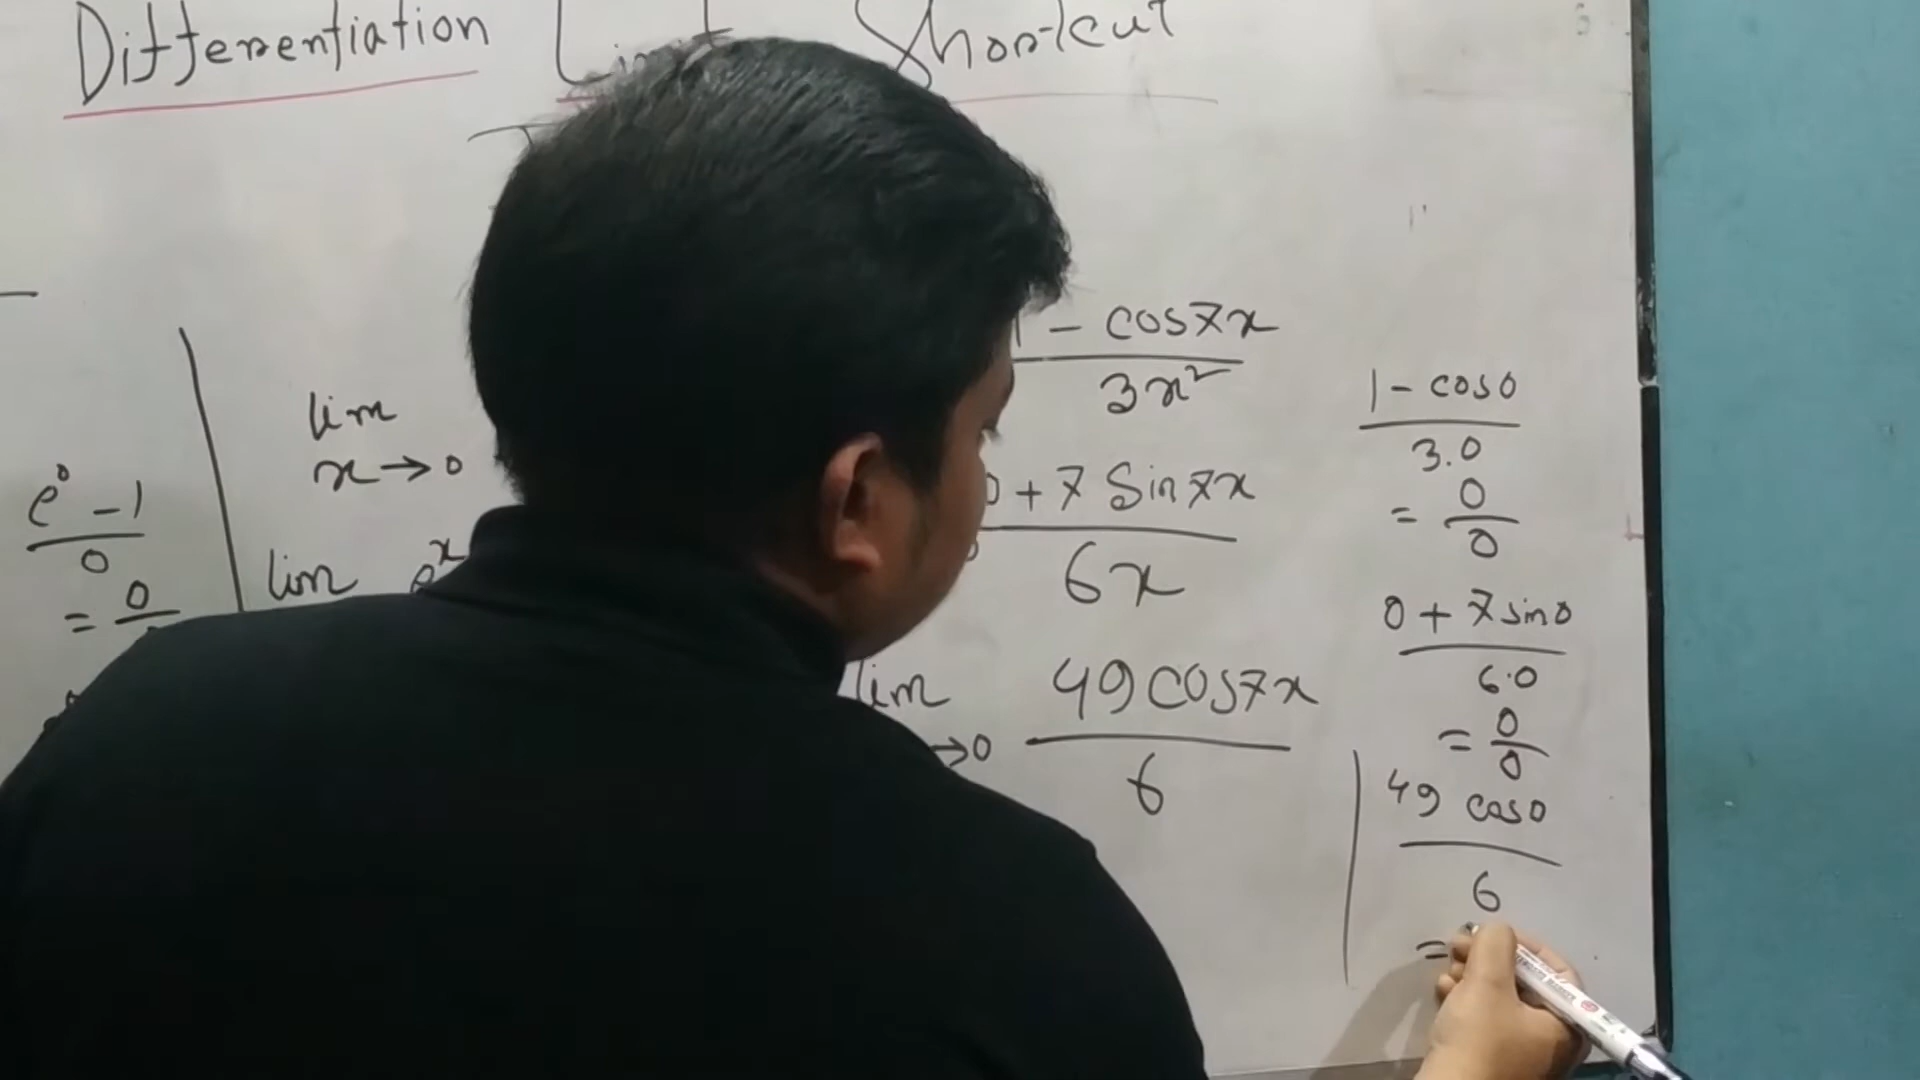 Differentiation Limit Shortcut
e⁰ - 1
0
= 0
lim
x → 0
lim e^x
- cos7x
3x²
0 + 7 Sin7x
6x
lim 49 cos7x
→0 6
1 - cos0
3.0
= 0
0
0 + 7 sin0
6.0
= 0
0
49 cos0
6
=